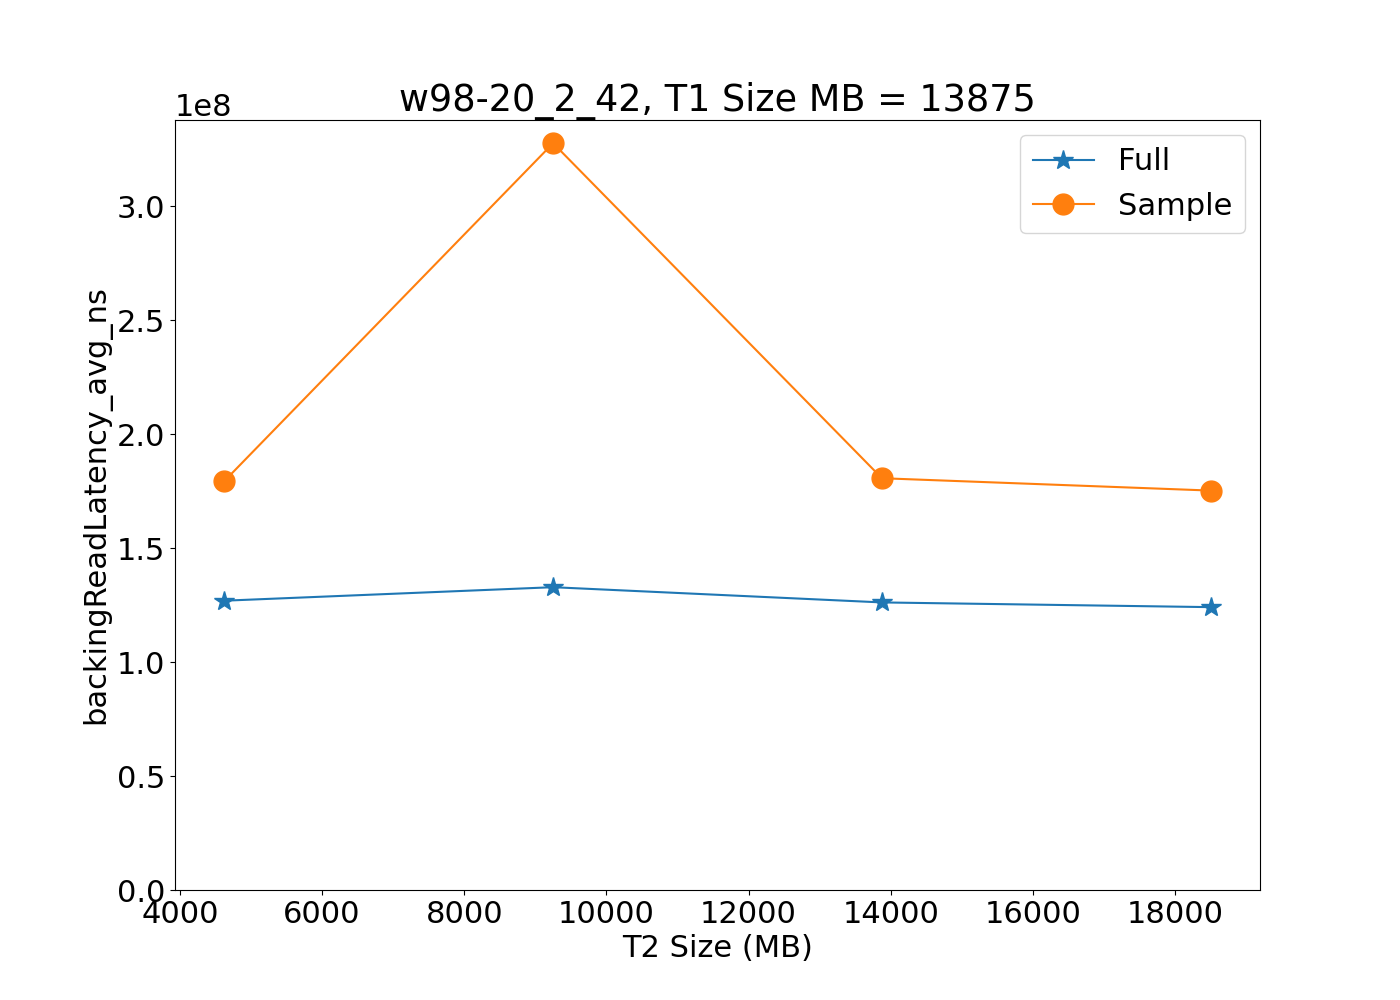 w98-20_2_42, T1 Size MB = 13875
1e8
Full
Sample
3.0
2.5
2.0
1.5
1.0
0.5
0.0
backingReadLatency_avg_ns
4000 6000 8000 10000 12000 14000 16000 18000
T2 Size (MB)